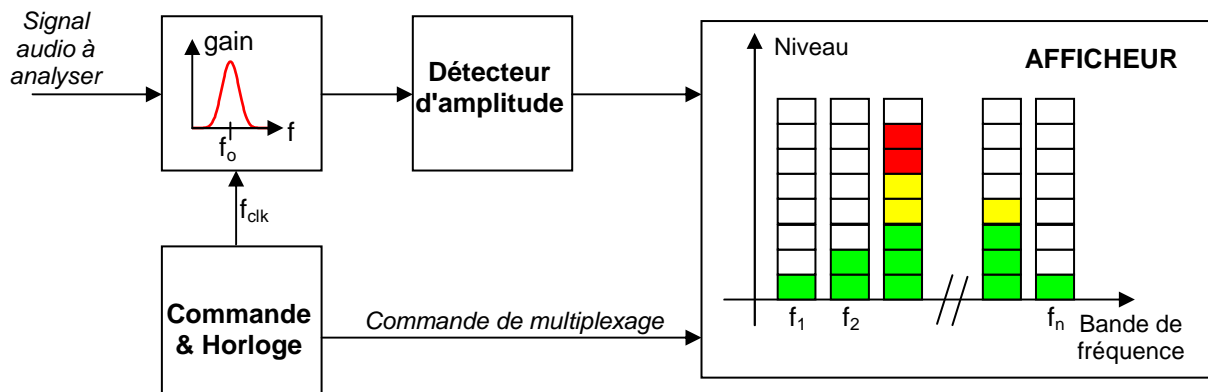 Signal
audio à
analyser
gain
f
fo
Détecteur
d'amplitude
Niveau
AFFICHEUR
fclk
Commande
& Horloge
Commande de multiplexage
f1
f2
fn
Bande de
fréquence